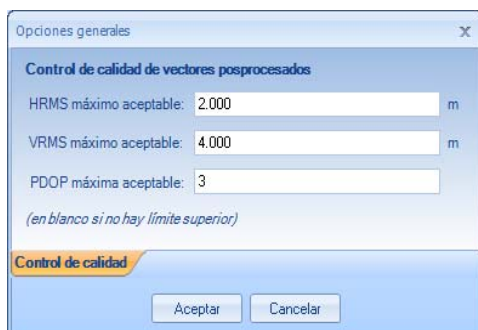 Opciones generales
X
Control de calidad de vectores posprocesados
HRMS máximo aceptable: 2.000 m
VRMS máximo aceptable: 4.000 m
PDOP máxima aceptable: 3
(en blanco si no hay límite superior)
Control de calidad
Aceptar Cancelar